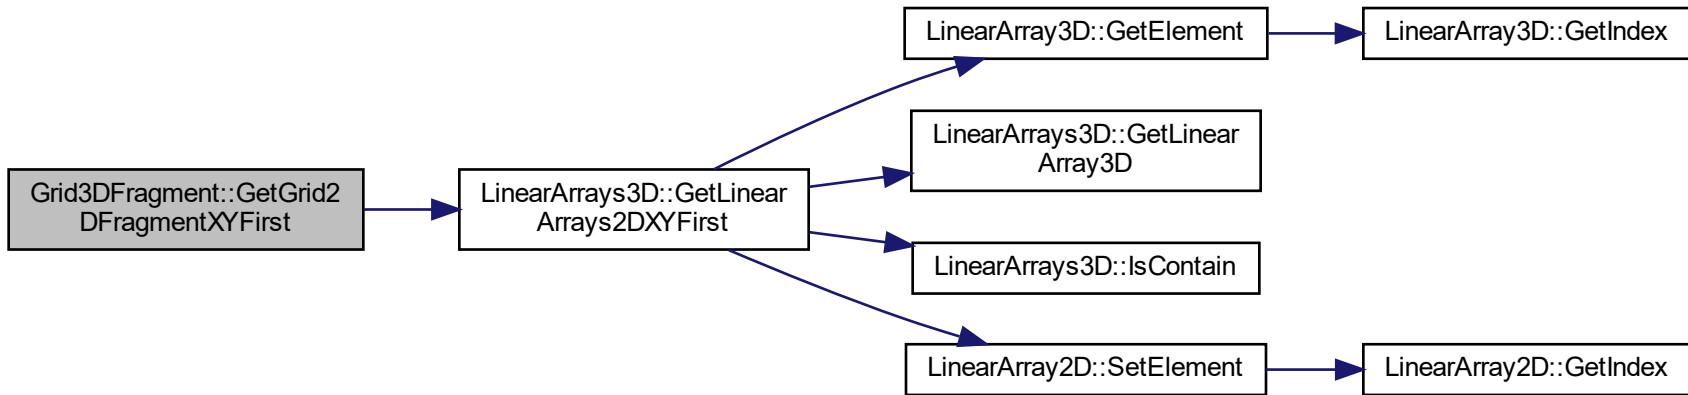 LinearArray3D::GetElement
LinearArray3D::GetIndex
LinearArrays3D::GetLinear
Array3D
Grid3DFragment::GetGrid2
DFragmentXYFirst
LinearArrays3D::GetLinear
Arrays2DXYFirst
LinearArrays3D::IsContain
LinearArray2D::SetElement
LinearArray2D::GetIndex